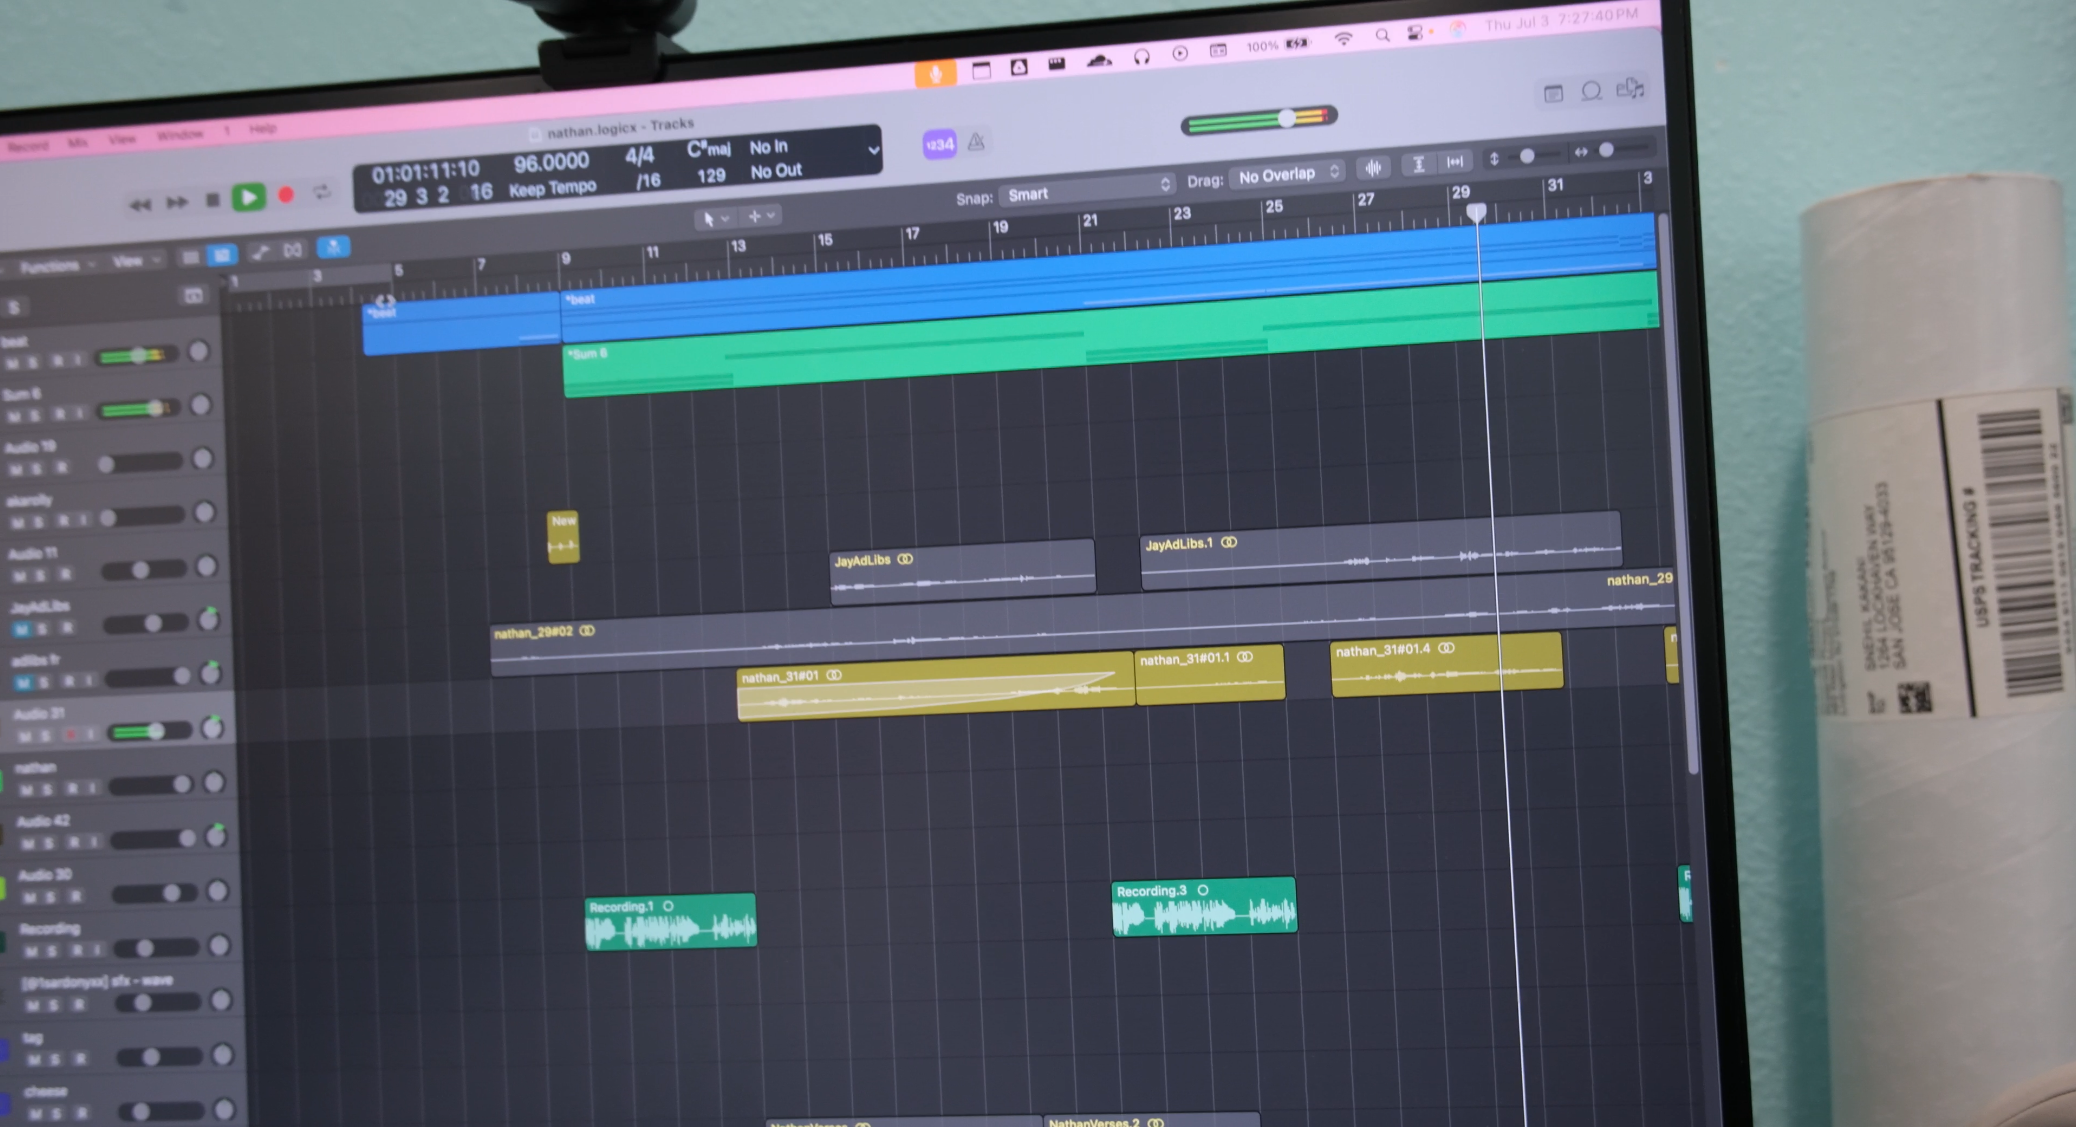 100%
Thu Jul 3 7:27:40 PM
Record Mix View Window 1 Help
nathan.logicx - Tracks
01:01:11:10 96.0000 4/4 C#maj No In
29 3 2 16 Keep Tempo /16 129 No Out
1234
Snap: Smart Drag: No Overlap
Functions View
1 3 5 7 9 11 13 15 17 19 21 23 25 27 29 31 3
S
*beat
*beat
*Sum 6
beat
M S R I
Sum 6
M S R I
Audio 19
M S R
akarolly
M S R I
New
Audio 11
M S R
JayAdLibs
JayAdLibs.1
JayAdLibs
M S R
nathan_29#02
nathan_29
adlibs fr
M S R I
nathan_31#01
nathan_31#01.1
nathan_31#01.4
Audio 31
M S R I
nathan
M S R I
Audio 42
M S R I
Audio 30
M S R
Recording.1
Recording.3
Recording
M S R I
[@1sardonyxx] sfx - wave
M S R
tag
M S R
cheese
M S R
NathanVerses.2
SNEHIL KAKANI
1264 LOCKHAVEN WAY
SAN JOSE CA 95129-4033
USPS TRACKING #